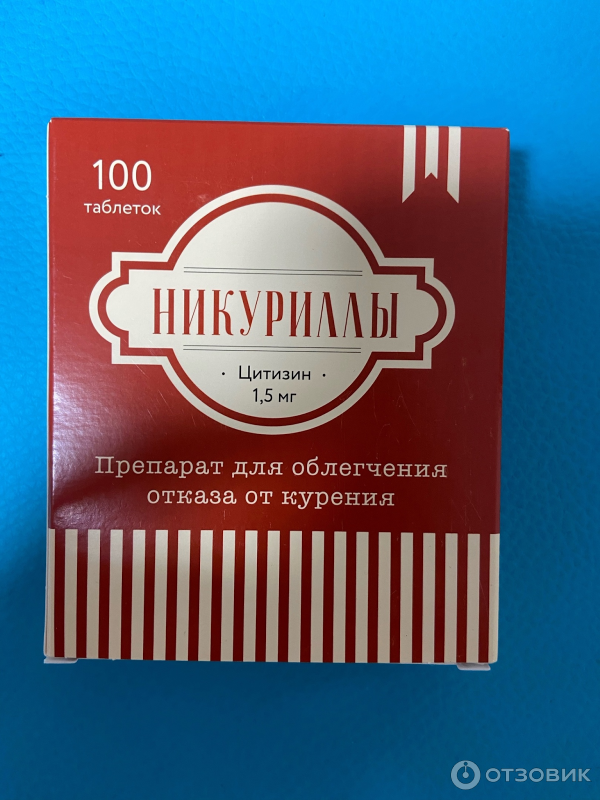 100
таблеток
НИКУРИЛЛЫ
· Цитизин ·
1,5 мг
Препарат для облегчения
отказа от курения
ОТЗОВИК